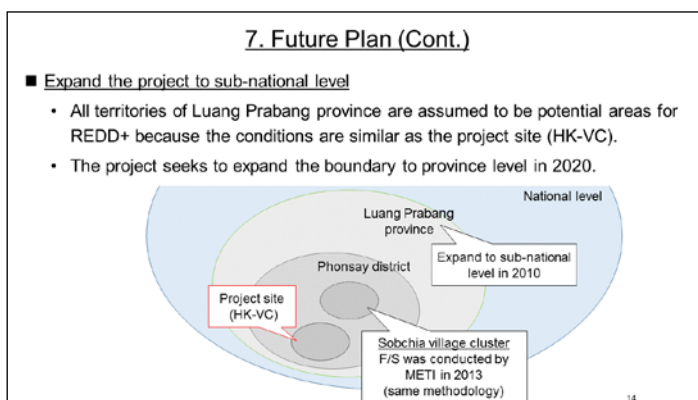 7. Future Plan (Cont.)
■ Expand the project to sub-national level
• All territories of Luang Prabang province are assumed to be potential areas for
REDD+ because the conditions are similar as the project site (HK-VC).
• The project seeks to expand the boundary to province level in 2020.
National level
Luang Prabang
province
Expand to sub-national
level in 2010
Phonsay district
Project site
(HK-VC)
Sobchia village cluster
F/S was conducted by
METI in 2013
(same methodology)
14